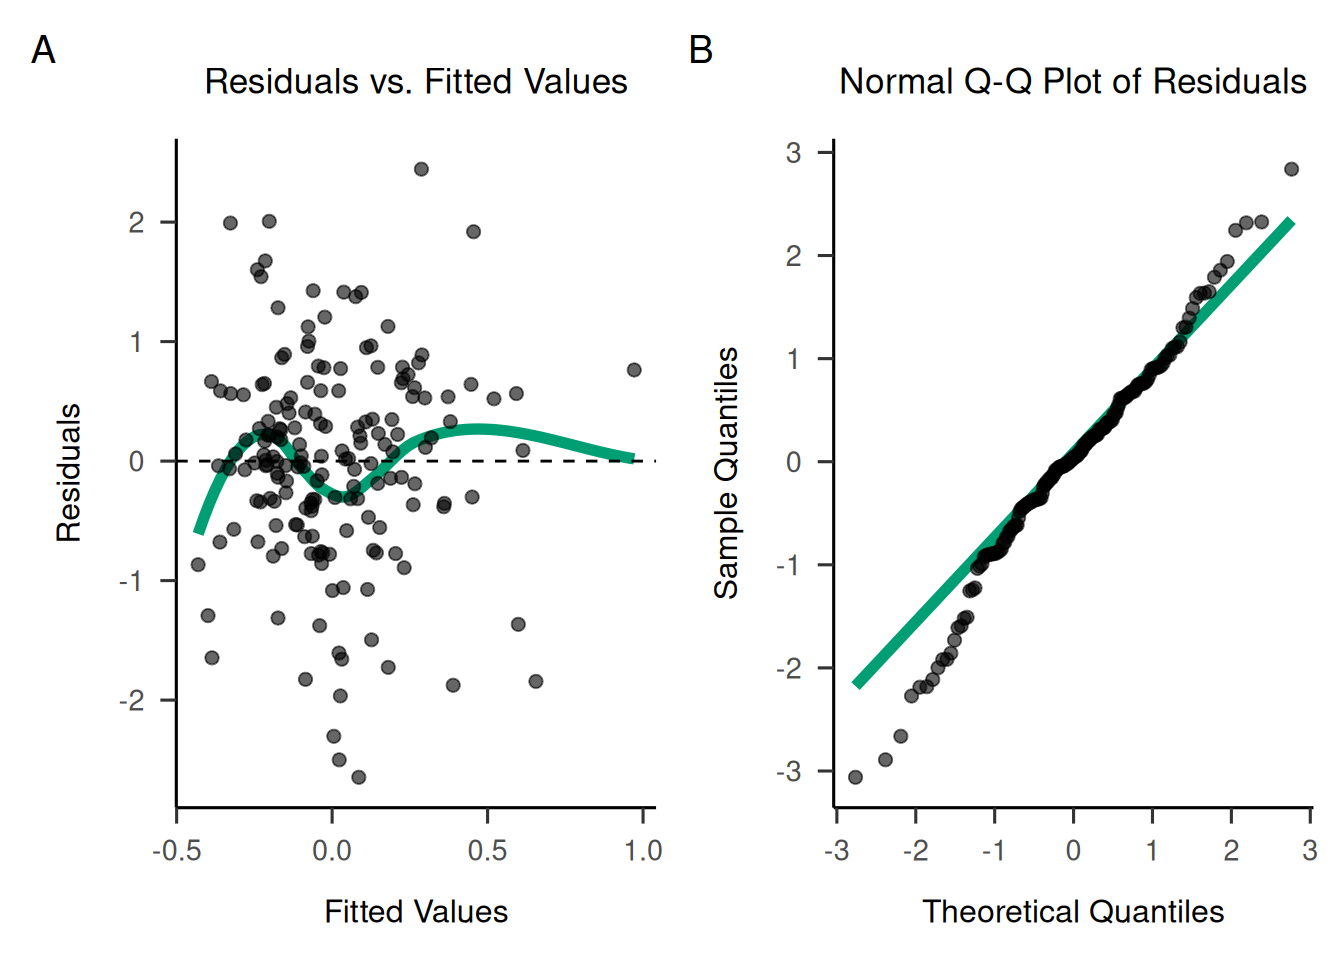 A
Residuals vs. Fitted Values
Residuals
2
1
0
-1
-2
-0.5
0.0
0.5
1.0
Fitted Values
B
Normal Q-Q Plot of Residuals
Sample Quantiles
3
2
1
0
-1
-2
-3
-3
-2
-1
0
1
2
3
Theoretical Quantiles